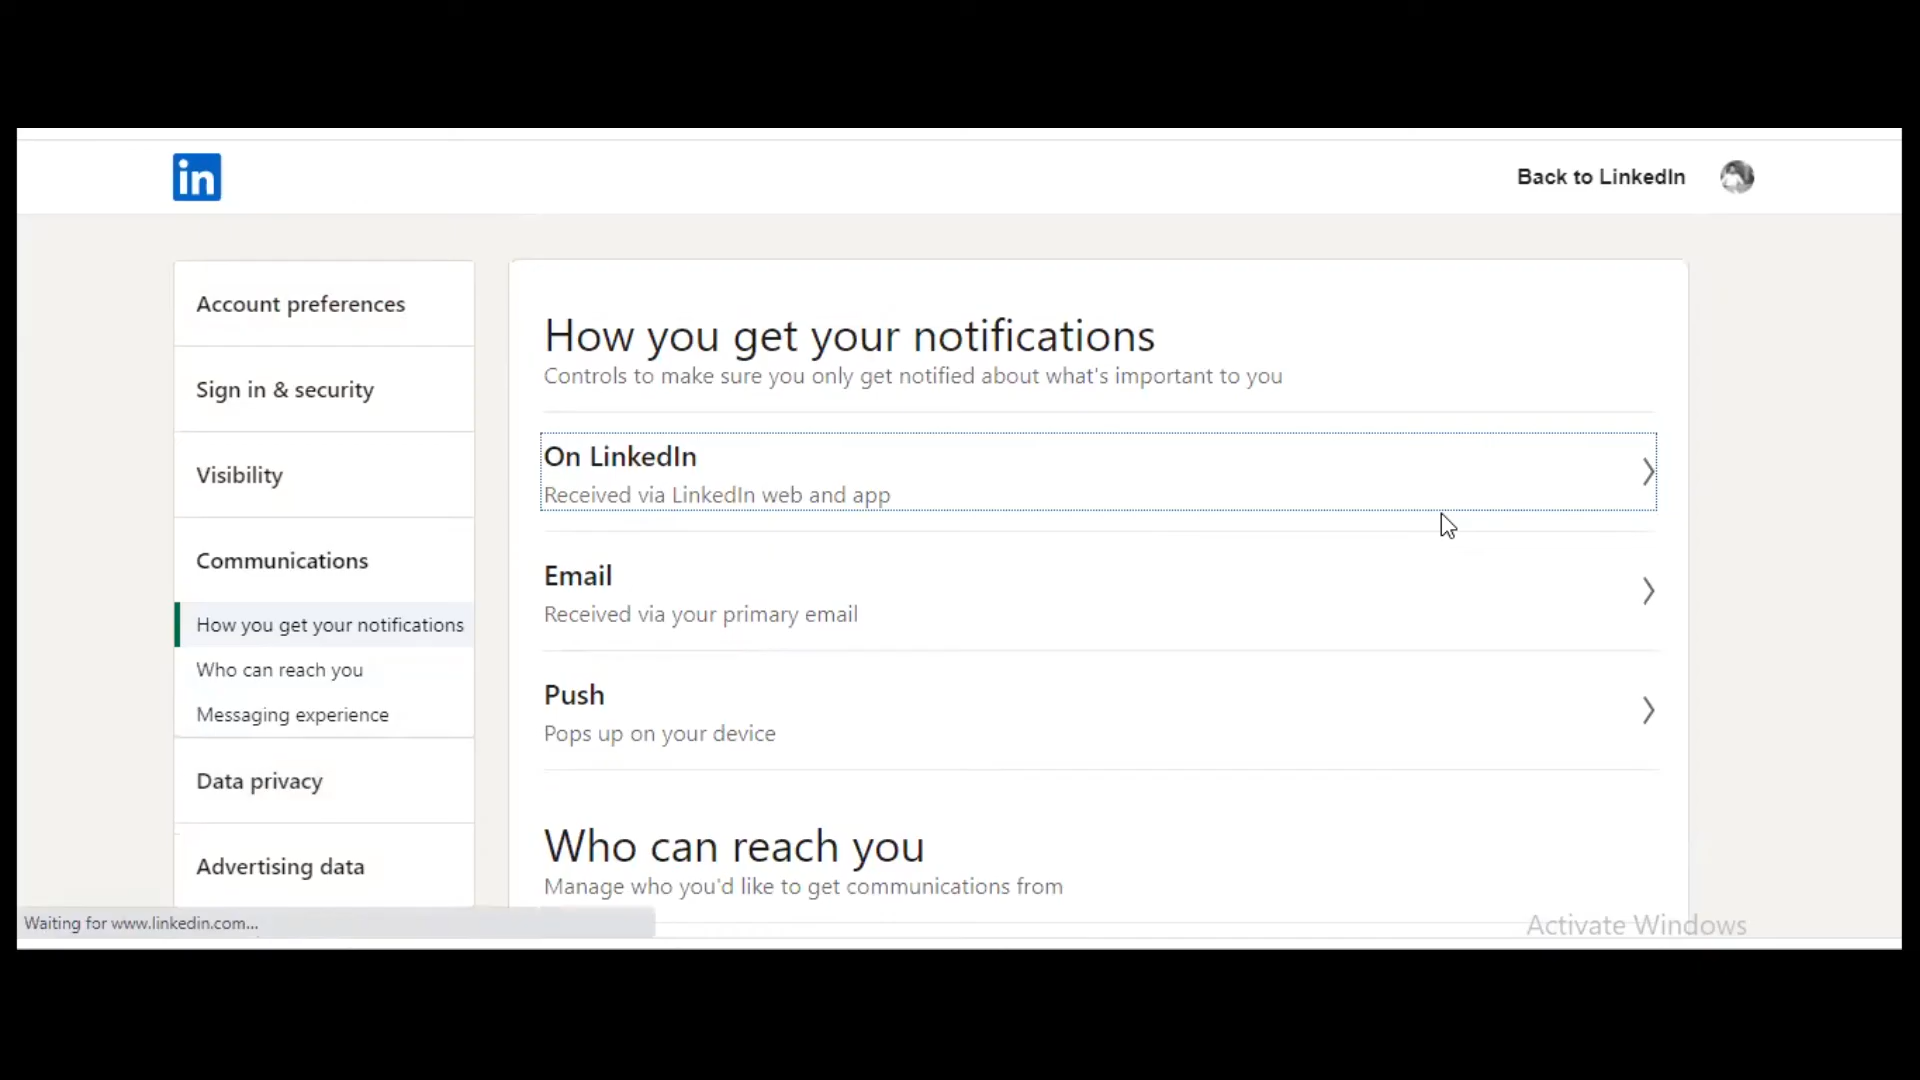 in
Back to LinkedIn
Account preferences
Sign in & security
Visibility
Communications
How you get your notifications
Who can reach you
Messaging experience
Data privacy
Advertising data
How you get your notifications
Controls to make sure you only get notified about what's important to you
On LinkedIn
Received via LinkedIn web and app
Email
Received via your primary email
Push
Pops up on your device
Who can reach you
Manage who you'd like to get communications from
Waiting for www.linkedin.com...
Activate Windows